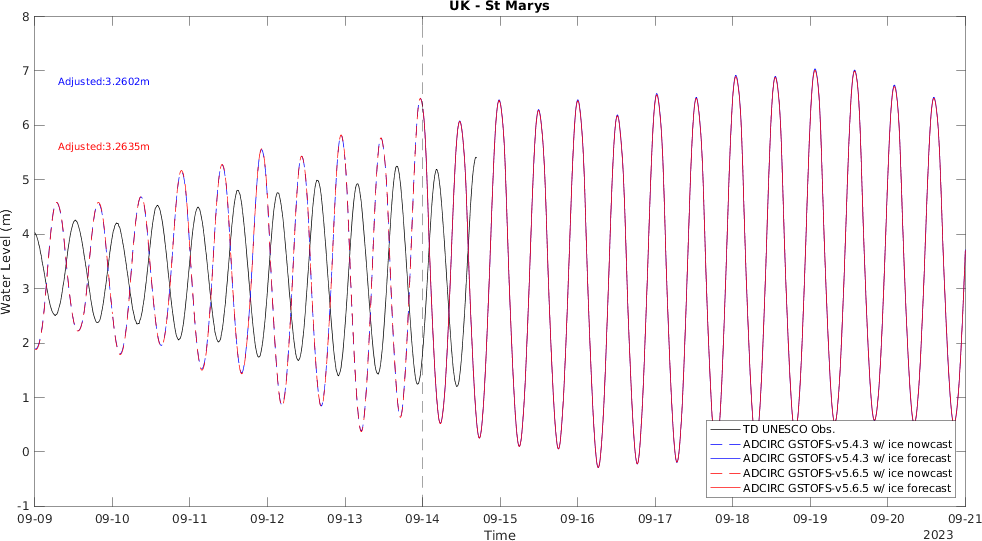 UK - St Marys
8
7
6
5
4
3
2
1
0
-1
Water Level (m)
Adjusted:3.2602m
Adjusted:3.2635m
TD UNESCO Obs.
ADCIRC GSTOFS-v5.4.3 w/ ice nowcast
ADCIRC GSTOFS-v5.4.3 w/ ice forecast
ADCIRC GSTOFS-v5.6.5 w/ ice nowcast
ADCIRC GSTOFS-v5.6.5 w/ ice forecast
09-09 09-10 09-11 09-12 09-13 09-14 09-15 09-16 09-17 09-18 09-19 09-20 09-21
Time
2023